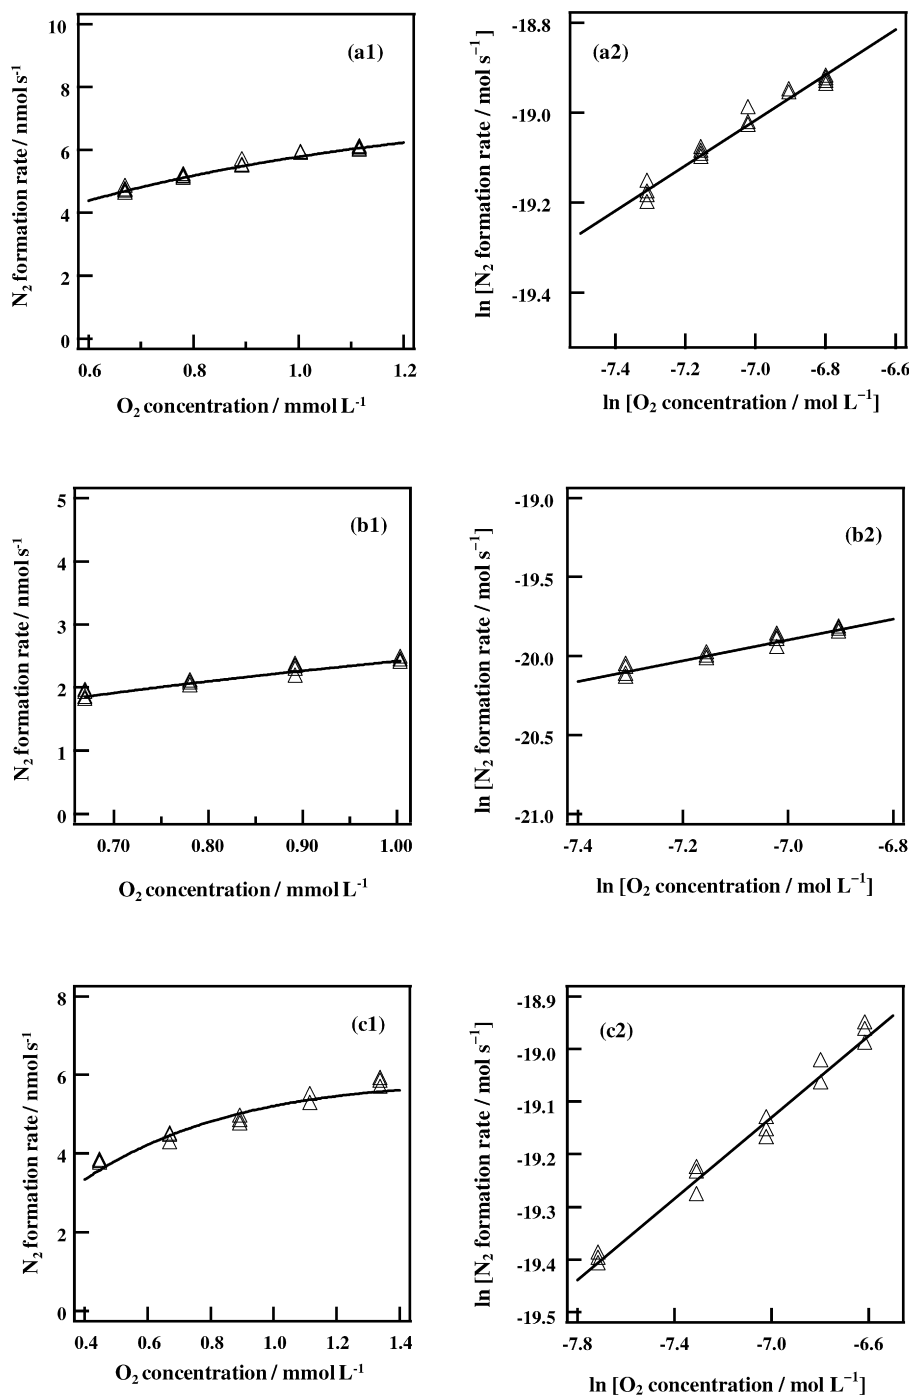 (a1)
N₂ formation rate / nmol s⁻¹
10
8
6
4
2
0
0.6 0.8 1.0 1.2
O₂ concentration / mmol L⁻¹
(a2)
ln [N₂ formation rate / mol s⁻¹]
-18.8
-19.0
-19.2
-19.4
-7.4 -7.2 -7.0 -6.8 -6.6
ln [O₂ concentration / mol L⁻¹]
(b1)
N₂ formation rate / nmol s⁻¹
5
4
3
2
1
0
0.70 0.80 0.90 1.00
O₂ concentration / mmol L⁻¹
(b2)
ln [N₂ formation rate / mol s⁻¹]
-19.0
-19.5
-20.0
-20.5
-21.0
-7.4 -7.2 -7.0 -6.8
ln [O₂ concentration / mol L⁻¹]
(c1)
N₂ formation rate / nmol s⁻¹
8
6
4
2
0
0.4 0.6 0.8 1.0 1.2 1.4
O₂ concentration / mmol L⁻¹
(c2)
ln [N₂ formation rate / mol s⁻¹]
-18.9
-19.0
-19.1
-19.2
-19.3
-19.4
-19.5
-7.8 -7.4 -7.0 -6.6
ln [O₂ concentration / mol L⁻¹]